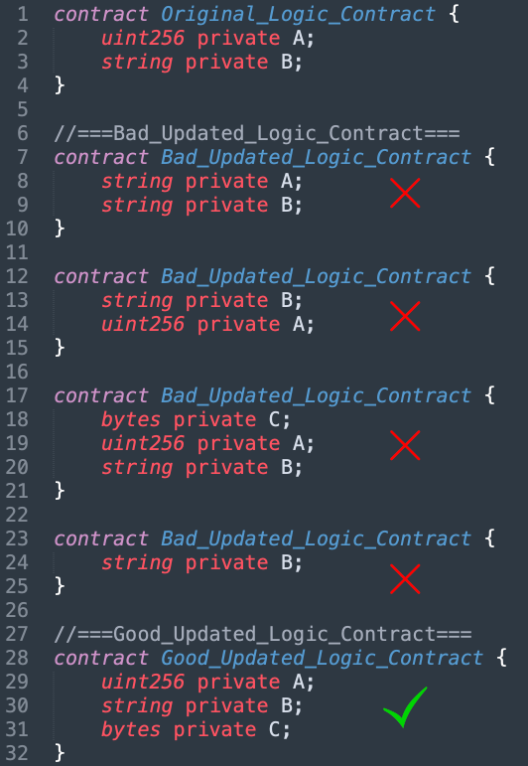 1 contract Original_Logic_Contract {
2 uint256 private A;
3 string private B;
4 }
5
6 //===Bad_Updated_Logic_Contract===
7 contract Bad_Updated_Logic_Contract {
8 string private A;
9 string private B;
10 }
11
12 contract Bad_Updated_Logic_Contract {
13 string private B;
14 uint256 private A;
15 }
16
17 contract Bad_Updated_Logic_Contract {
18 bytes private C;
19 uint256 private A;
20 string private B;
21 }
22
23 contract Bad_Updated_Logic_Contract {
24 string private B;
25 }
26
27 //===Good_Updated_Logic_Contract===
28 contract Good_Updated_Logic_Contract {
29 uint256 private A;
30 string private B;
31 bytes private C;
32 }